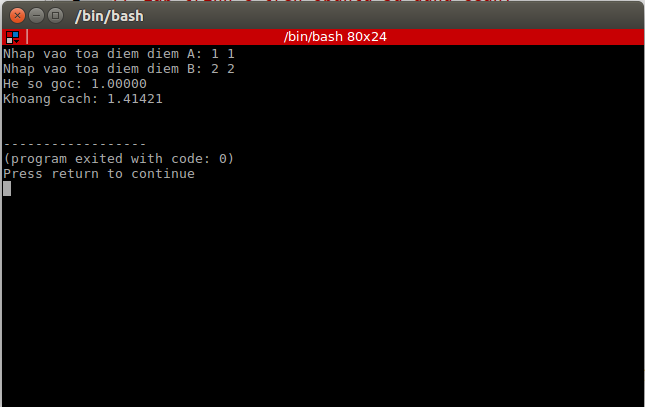 /bin/bash
/bin/bash 80x24
Nhap vao toa diem diem A: 1 1
Nhap vao toa diem diem B: 2 2
He so goc: 1.00000
Khoang cach: 1.41421
------------------
(program exited with code: 0)
Press return to continue